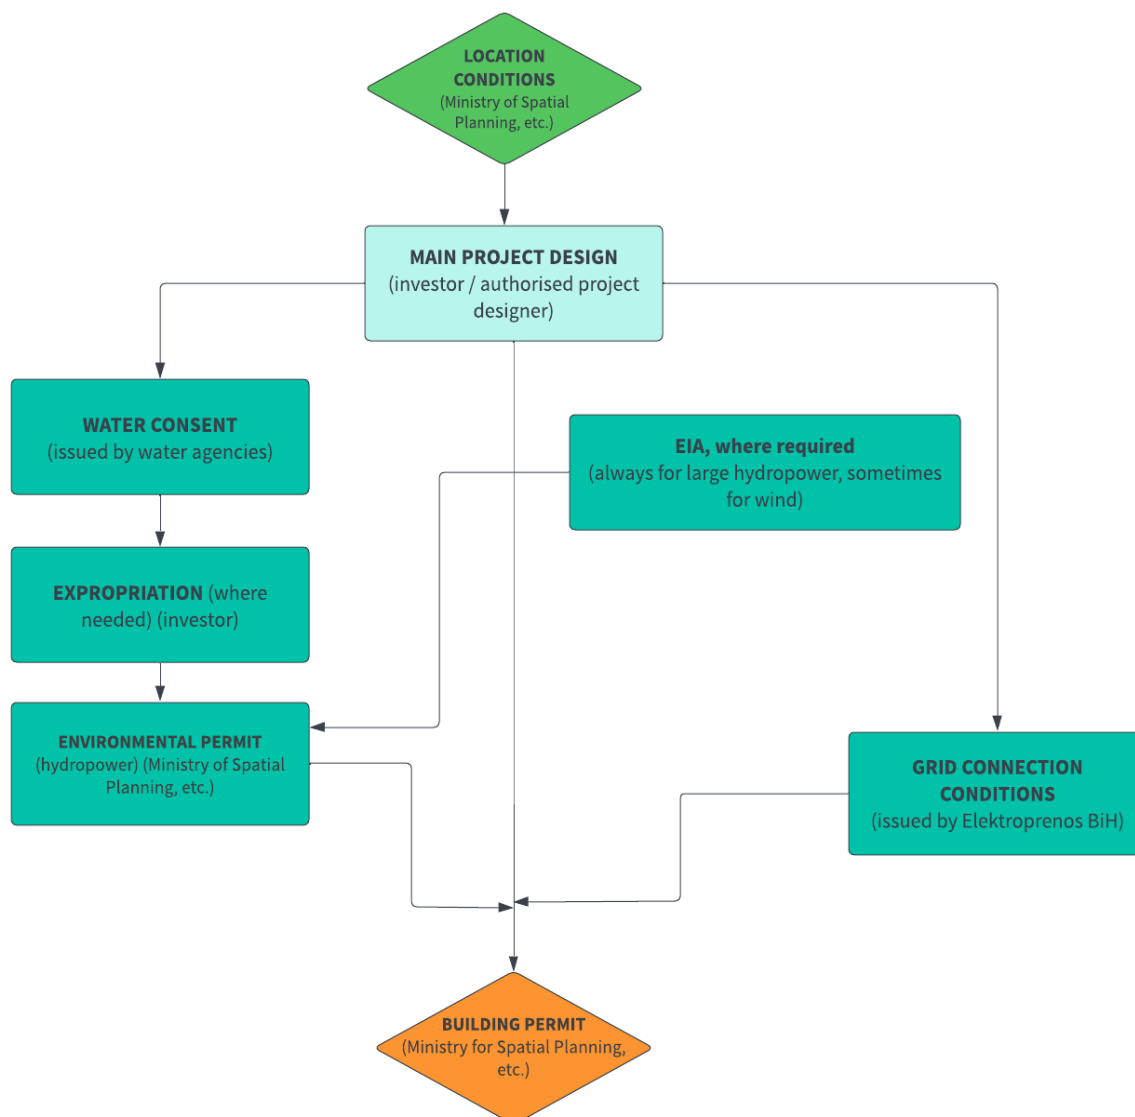 LOCATION
CONDITIONS
(Ministry of Spatial
Planning, etc.)
MAIN PROJECT DESIGN
(investor / authorised project
designer)
WATER CONSENT
(issued by water agencies)
EIA, where required
(always for large hydropower, sometimes
for wind)
EXPROPRIATION (where
needed) (investor)
ENVIRONMENTAL PERMIT
(hydropower) (Ministry of Spatial
Planning, etc.)
GRID CONNECTION
CONDITIONS
(issued by Elektroprenos BiH)
BUILDING PERMIT
(Ministry for Spatial Planning,
etc.)